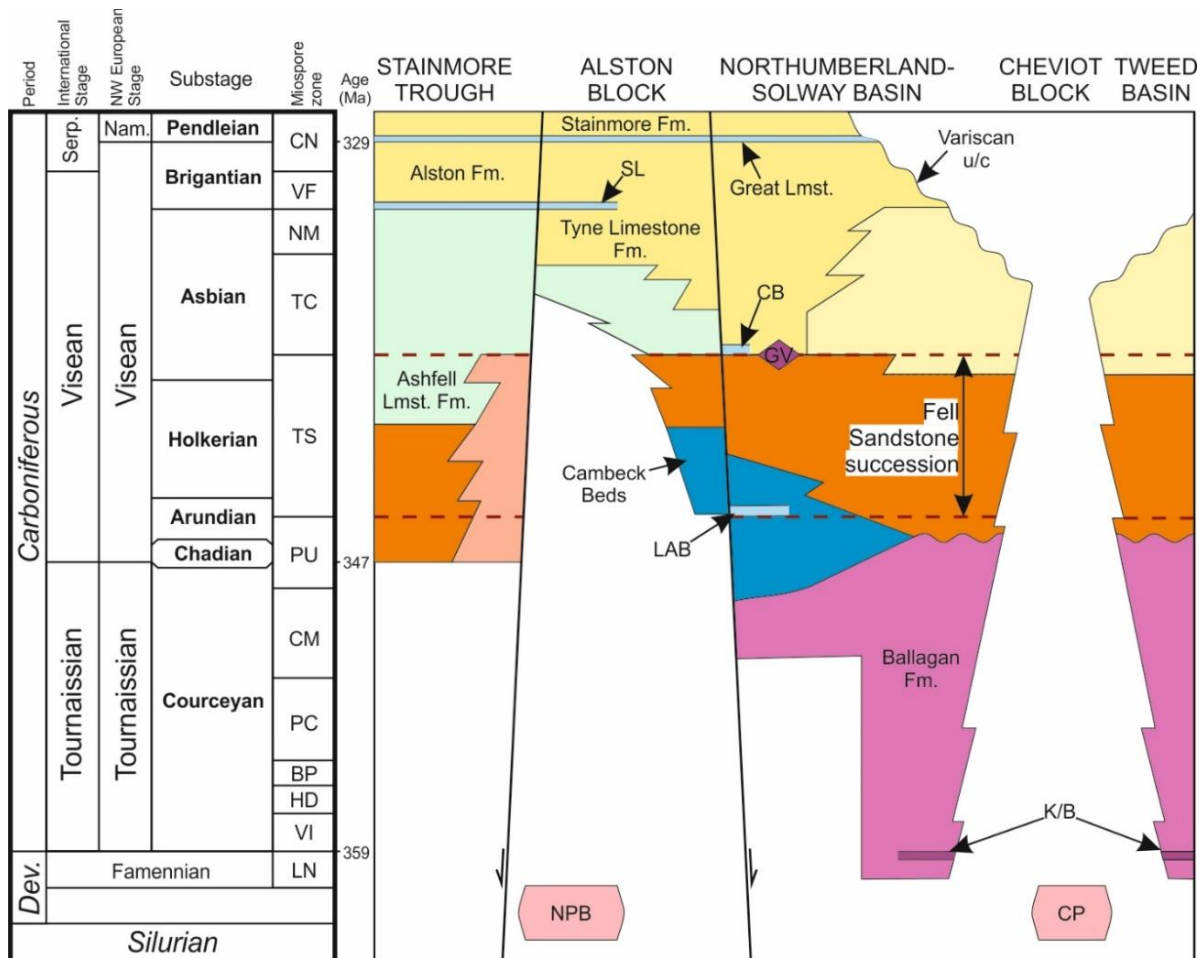 Period
International
Stage
NW European
Stage
Substage
Miospore
zone
Age
(Ma)
STAINMORE
TROUGH
ALSTON
BLOCK
NORTHUMBERLAND-
SOLWAY BASIN
CHEVIOT
BLOCK
TWEED
BASIN
Carboniferous
Dev.
Serp.
Visean
Tournaissian
Nam.
Visean
Tournaissian
Pendleian
Brigantian
Asbian
Holkerian
Arundian
Chadian
Courceyan
Famennian
Silurian
CN
VF
NM
TC
TS
PU
CM
PC
BP
HD
VI
LN
329
347
359
Stainmore Fm.
Alston Fm.
SL
Great Lmst.
Variscan
u/c
Tyne Limestone
Fm.
CB
GV
Ashfell
Lmst. Fm.
Fell
Sandstone
succession
Cambeck
Beds
LAB
Ballagan
Fm.
K/B
NPB
CP